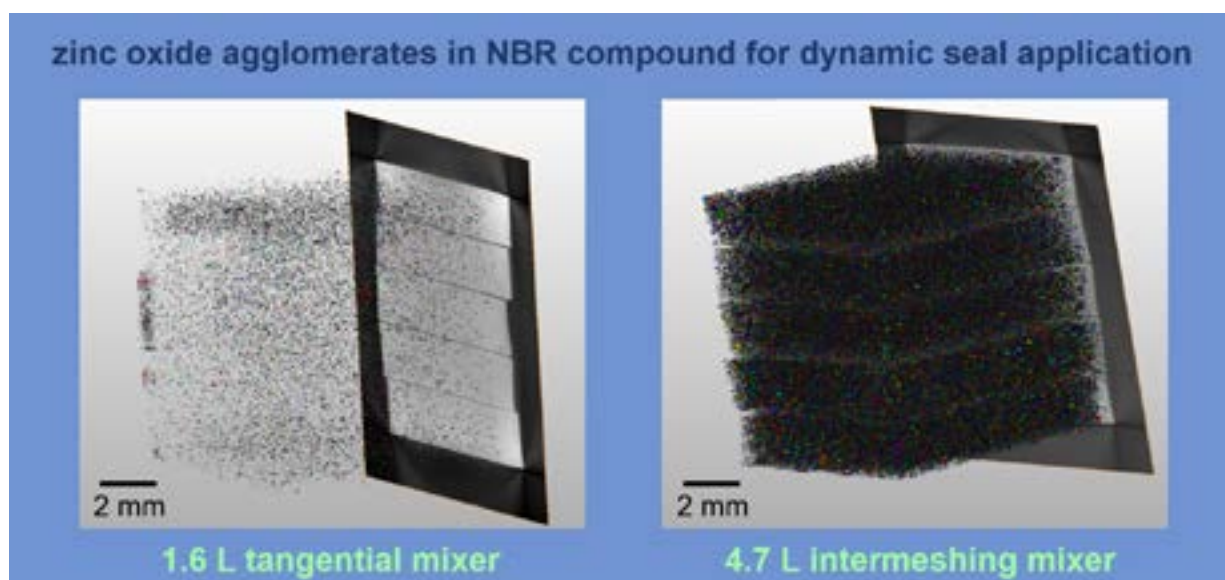 zinc oxide agglomerates in NBR compound for dynamic seal application
2 mm
2 mm
1.6 L tangential mixer
4.7 L intermeshing mixer